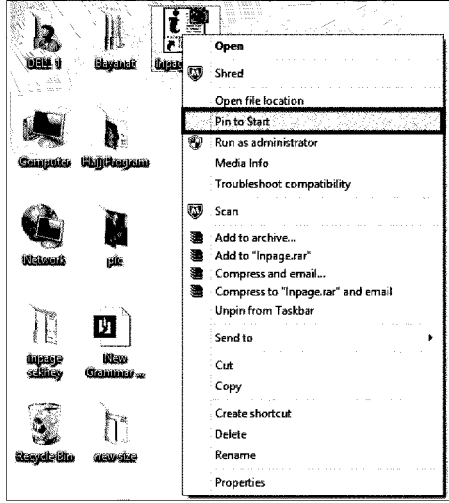 DELL 1
Bayanat
Inpage
Computer
Hajj Program
Network
pic
inpage
sekhey
New
Grammar ...
Recycle Bin
new size
Open
Shred
Open file location
Pin to Start
Run as administrator
Media Info
Troubleshoot compatibility
Scan
Add to archive...
Add to "Inpage.rar"
Compress and email...
Compress to "Inpage.rar" and email
Unpin from Taskbar
Send to
Cut
Copy
Create shortcut
Delete
Rename
Properties